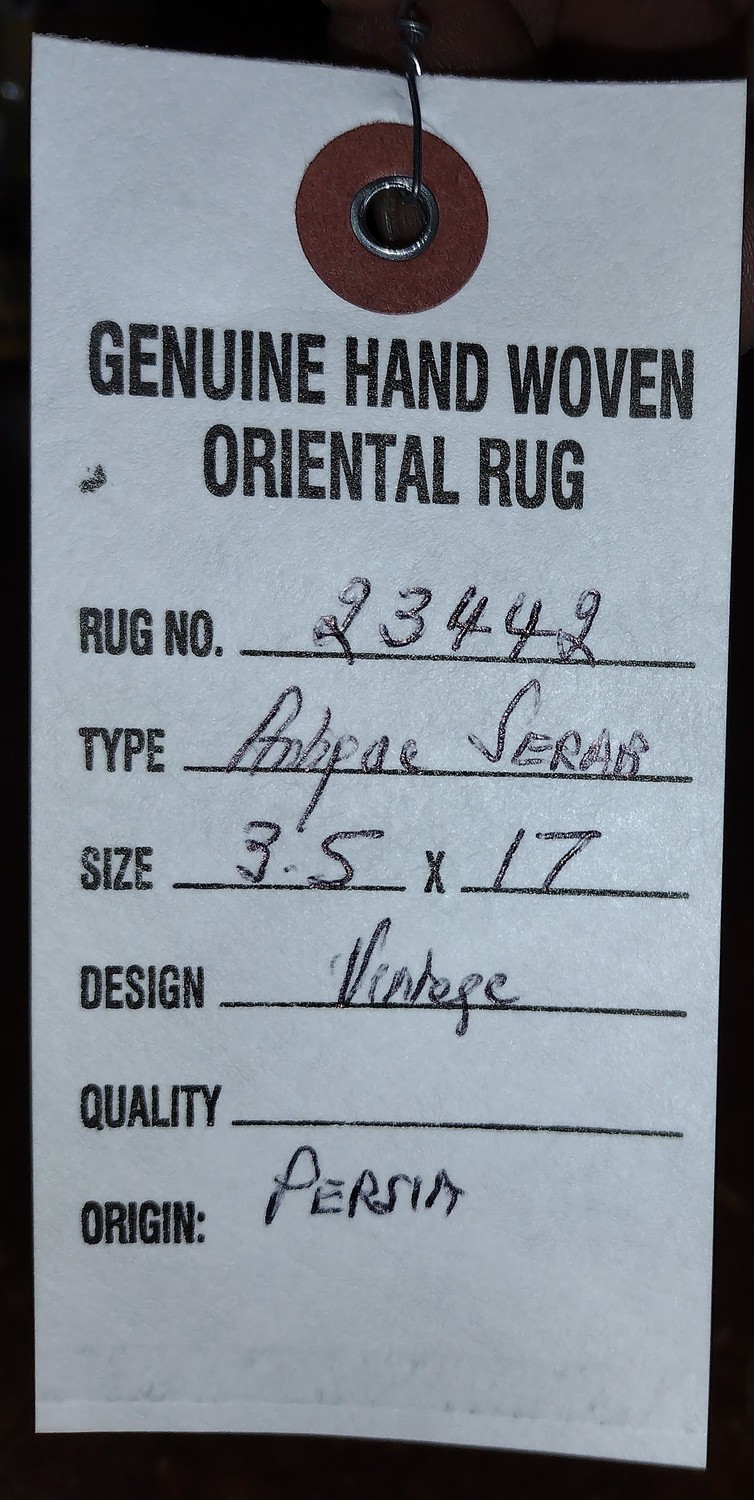 GENUINE HAND WOVEN
ORIENTAL RUG
RUG NO. 23442
TYPE Antique SERAB
SIZE 3.5 X 17
DESIGN Vintage
QUALITY
ORIGIN: PERSIA